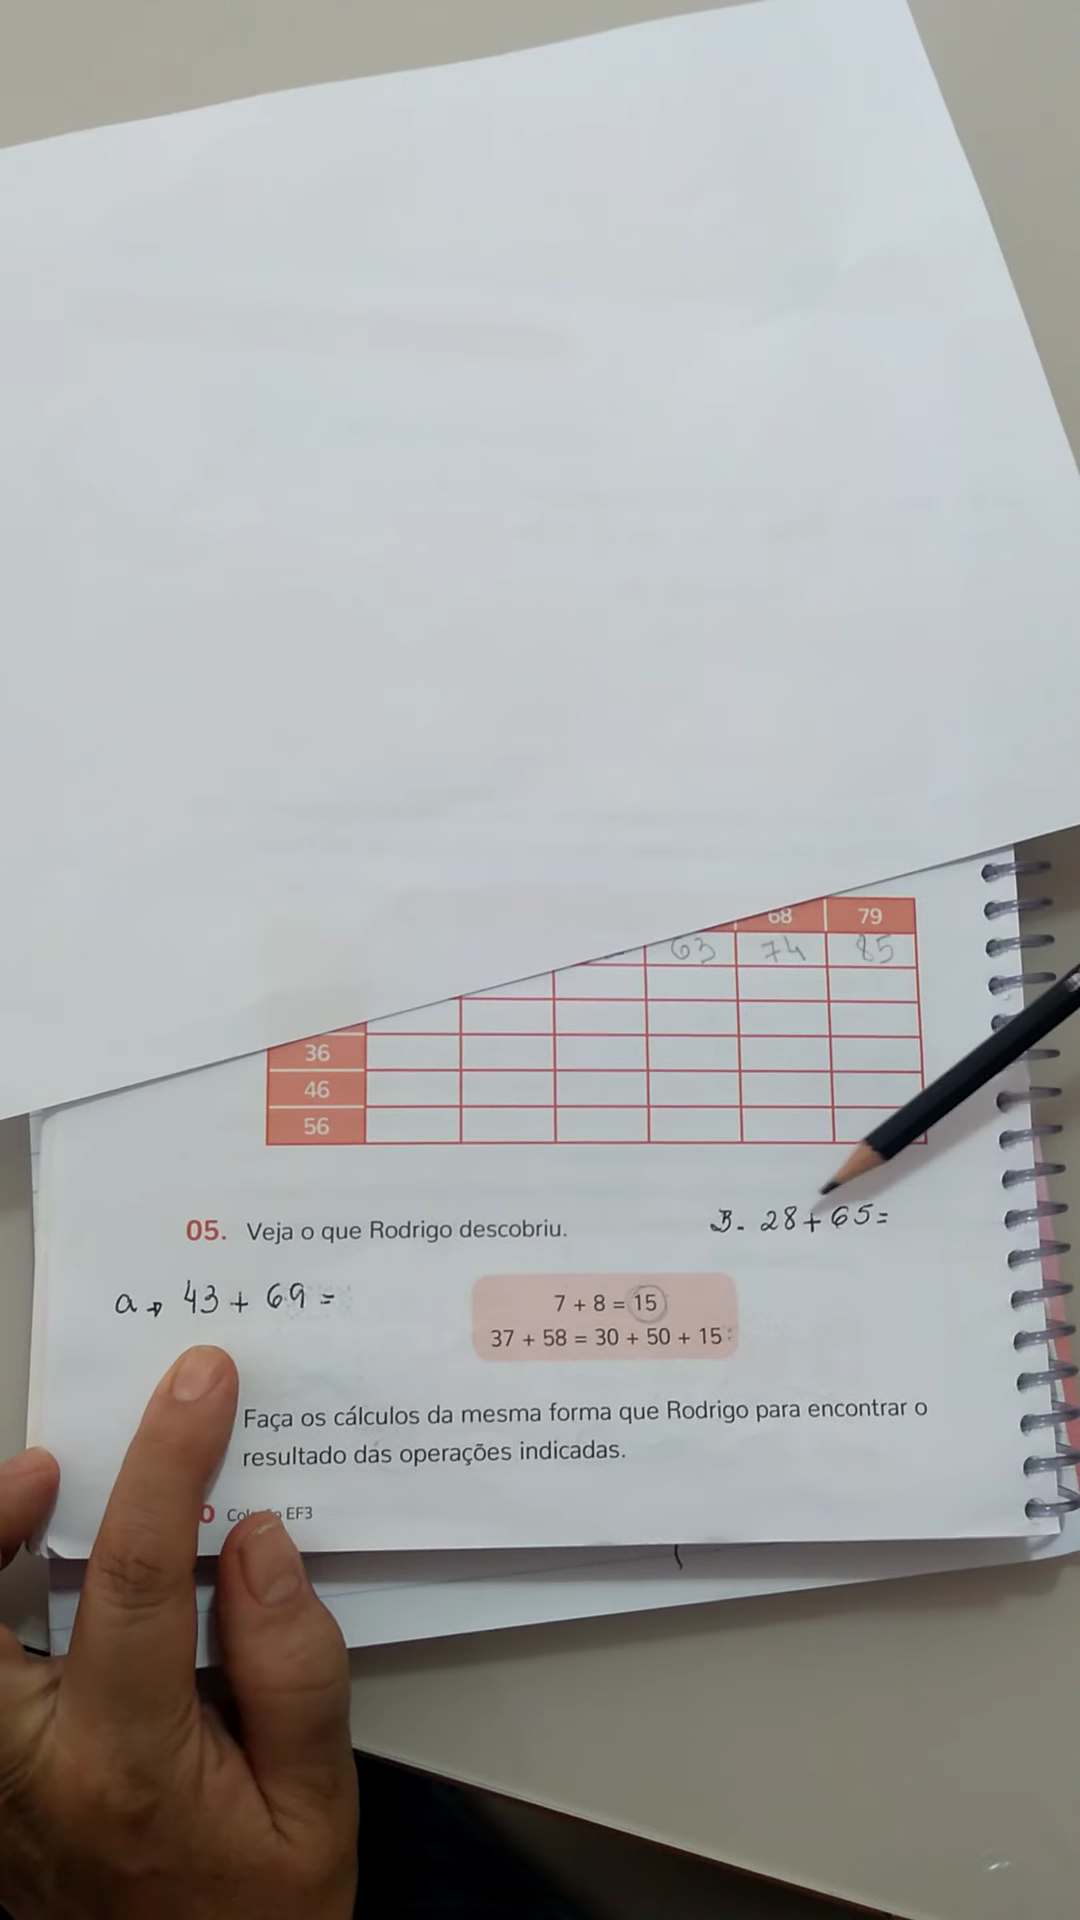 68 79
63 74 85
36
46
56
05. Veja o que Rodrigo descobriu.
B. 28+65=
a→ 43 + 69 =
7 + 8 = 15
37 + 58 = 30 + 50 + 15
Faça os cálculos da mesma forma que Rodrigo para encontrar o
resultado das operações indicadas.
0 EF3